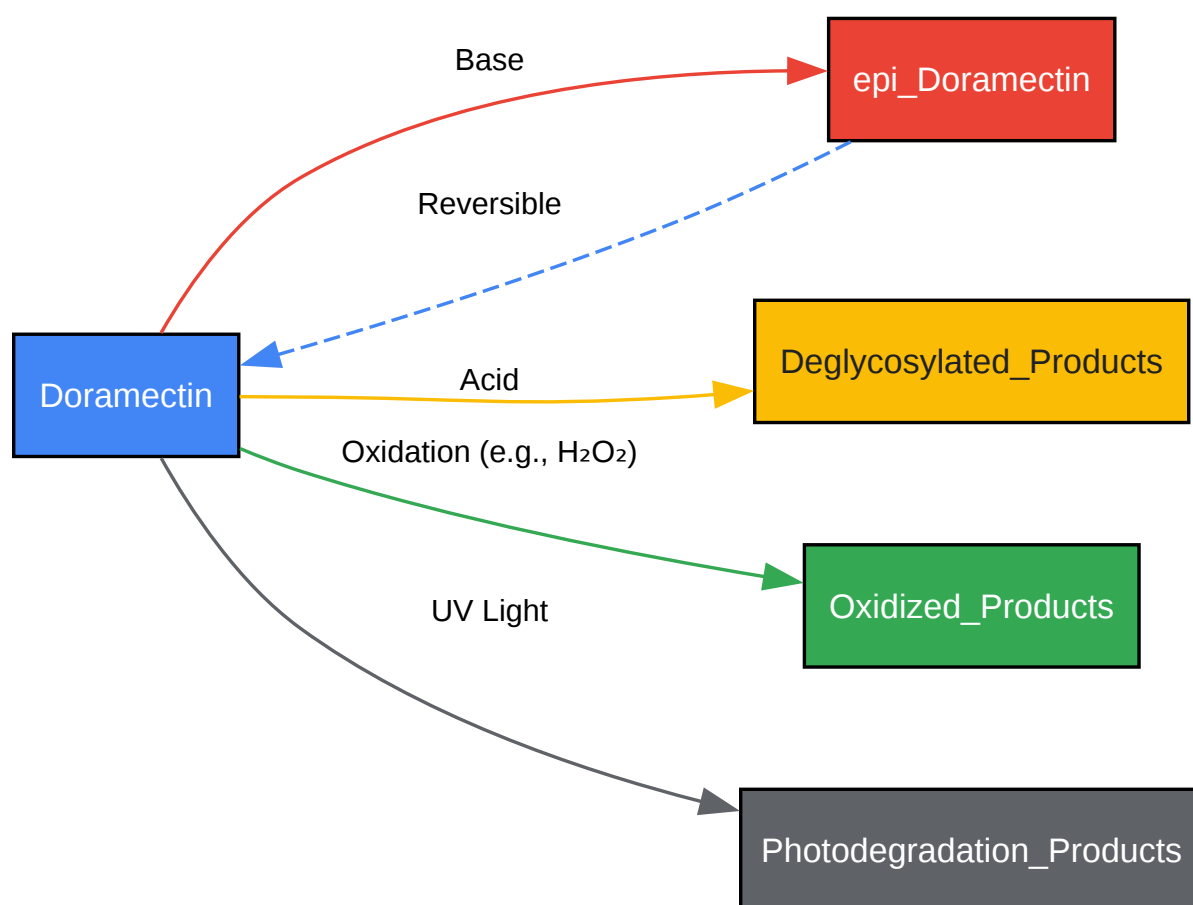 Base
epi_Doramectin
Reversible
Deglycosylated_Products
Doramectin
Acid
Oxidation (e.g., H₂O₂)
Oxidized_Products
UV Light
Photodegradation_Products